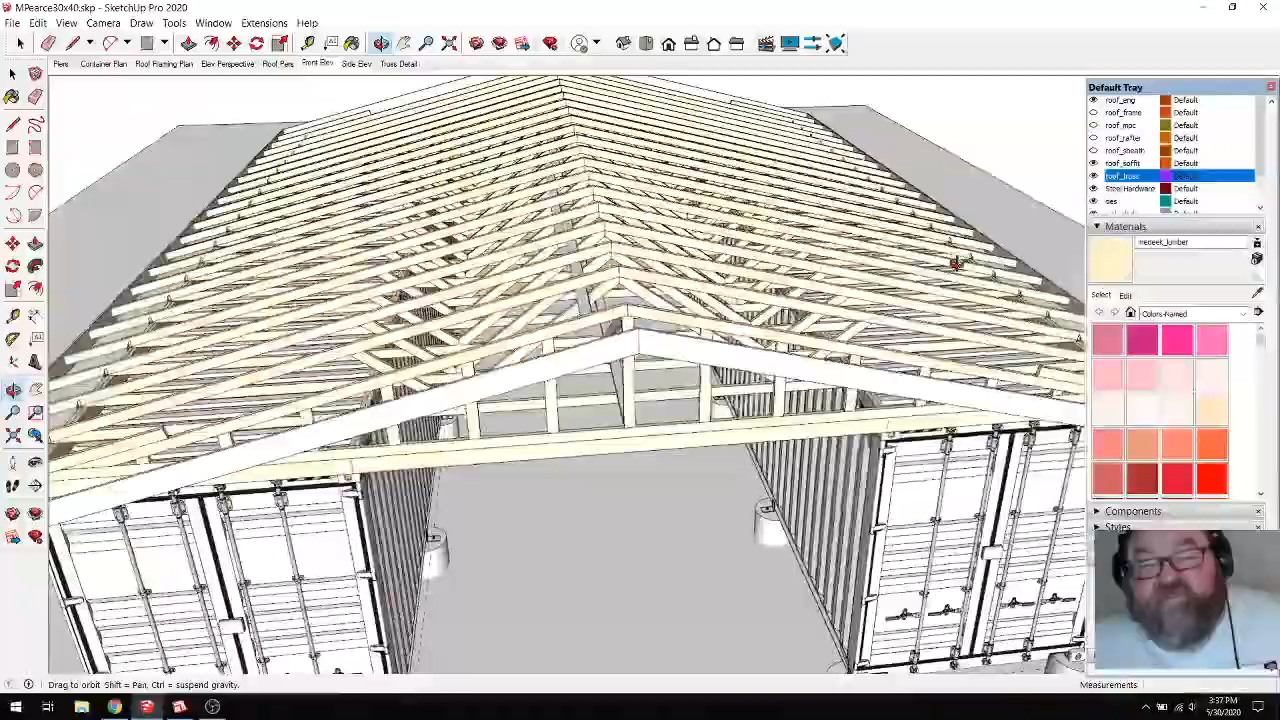 MPearce30x40.skp - SketchUp Pro 2020
File Edit View Camera Draw Tools Window Extensions Help
Piers Container Plan Roof Framing Plan Elev Perspective Roof Pers Front Elev Side Elev Truss Detail
Default Tray
roof_eng Default
roof_frame Default
roof_mpc Default
roof_rafter Default
roof_sheath Default
roof_soffit Default
roof_truss Default
Steel Hardware Default
Default
Materials
medeek_lumber
Select Edit
Colors-Named
Components
Styles
Drag to orbit Shift = Pan, Ctrl = suspend gravity.
Measurements
3:37 PM
5/30/2020